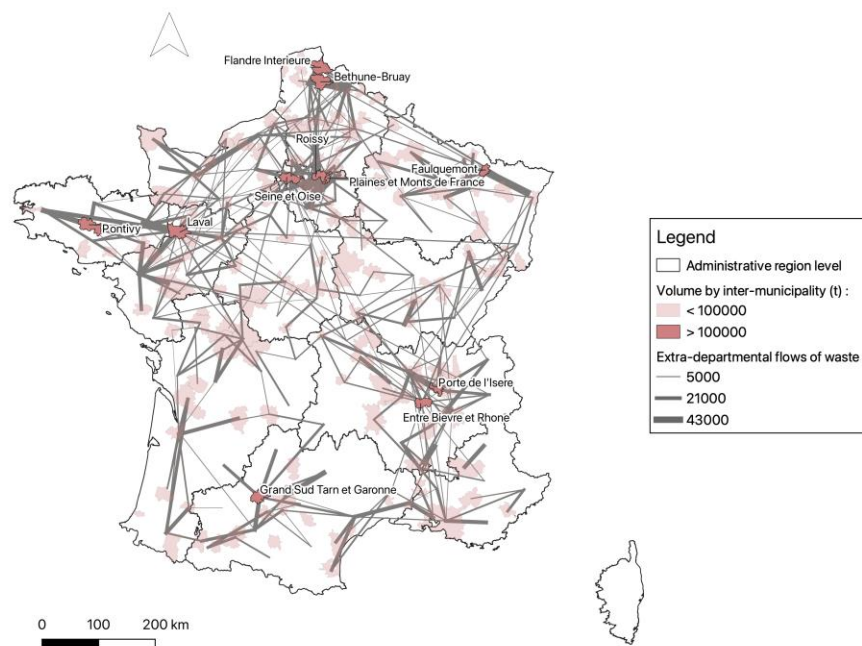 Flandre Interieure
Bethune-Bruay
Roissy
Faulquemont
Plaines et Monts de France
Seine et Oise
Pontivy
Laval
Porte de l'Isere
Entre Bievre et Rhone
Grand Sud Tarn et Garonne
Legend
Administrative region level
Volume by inter-municipality (t) :
< 100000
> 100000
Extra-departmental flows of waste
5000
21000
43000
0 100 200 km